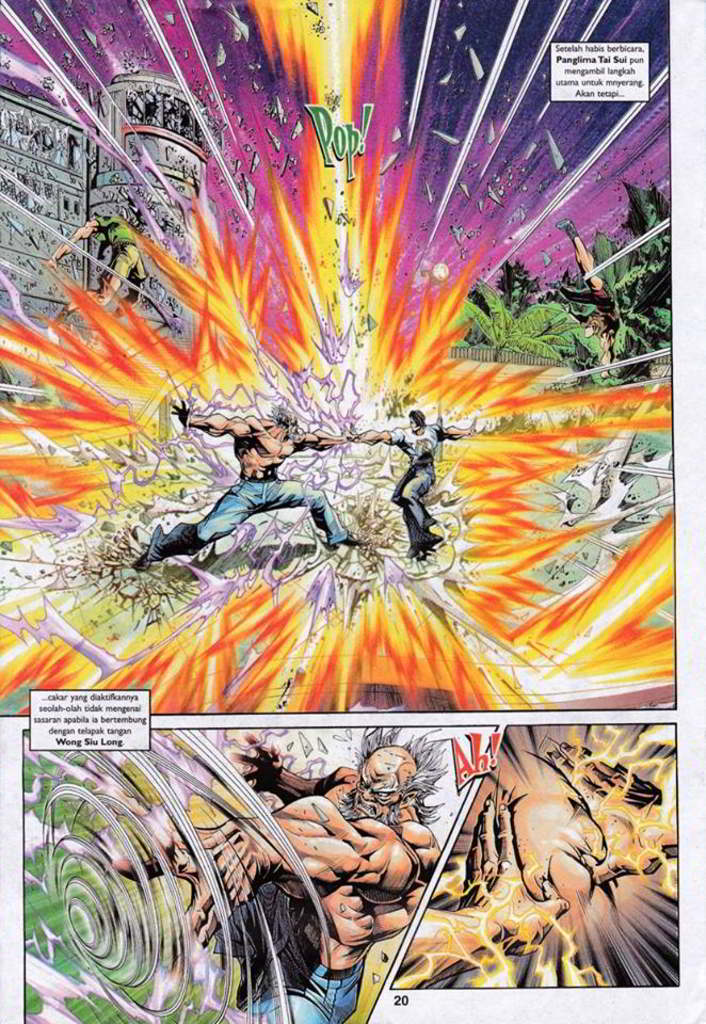 Setelah habis berbicara,
Panglima Tai Sui pun
mengambil langkah
utama untuk mnyerang.
Akan tetapi...
Pop!
...cakar yang diaktifkannya
seolah-olah tidak mengenai
sasaran apabila ia bertembung
dengan telapak tangan
Wong Siu Long.
Ah!
20